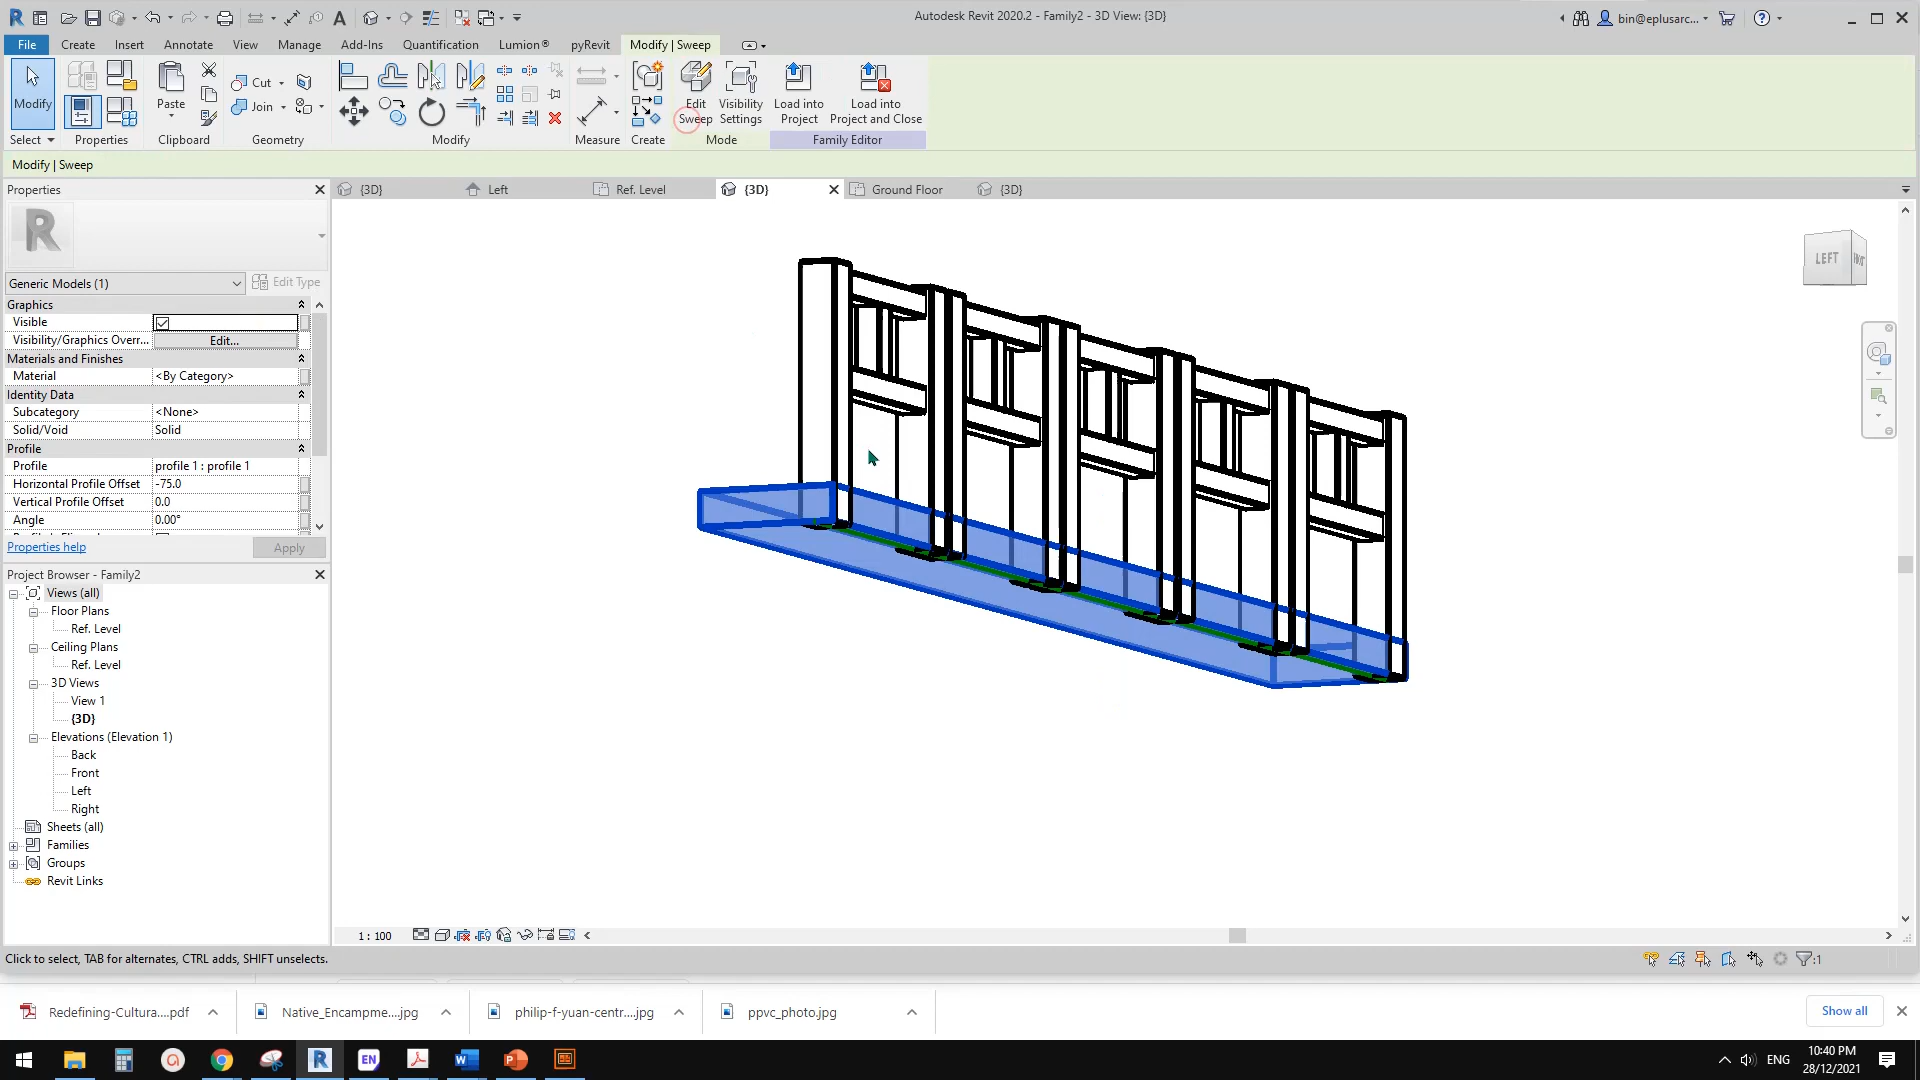 Autodesk Revit 2020.2 - Family2 - 3D View: {3D}
bin@eplusarc...
File Create Insert Annotate View Manage Add-Ins Quantification Lumion® pyRevit Modify | Sweep
Modify
Paste
Cut
Join
Edit Sweep
Visibility Settings
Load into Project
Load into Project and Close
Select Properties Clipboard Geometry Modify Measure Create Mode Family Editor
Modify | Sweep
Properties
{3D} Left Ref. Level {3D} Ground Floor {3D}
Generic Models (1)
Edit Type
Graphics
Visible
Visibility/Graphics Overr... Edit...
Materials and Finishes
Material <By Category>
Identity Data
Subcategory <None>
Solid/Void Solid
Profile
Profile profile 1 : profile 1
Horizontal Profile Offset -75.0
Vertical Profile Offset 0.0
Angle 0.00°
Properties help
Apply
LEFT
Project Browser - Family2
Views (all)
Floor Plans
Ref. Level
Ceiling Plans
Ref. Level
3D Views
View 1
{3D}
Elevations (Elevation 1)
Back
Front
Left
Right
Sheets (all)
Families
Groups
Revit Links
1 : 100
Click to select, TAB for alternates, CTRL adds, SHIFT unselects.
:1
Redefining-Cultura....pdf
Native_Encampme....jpg
philip-f-yuan-centr....jpg
ppvc_photo.jpg
Show all
ENG
10:40 PM
28/12/2021